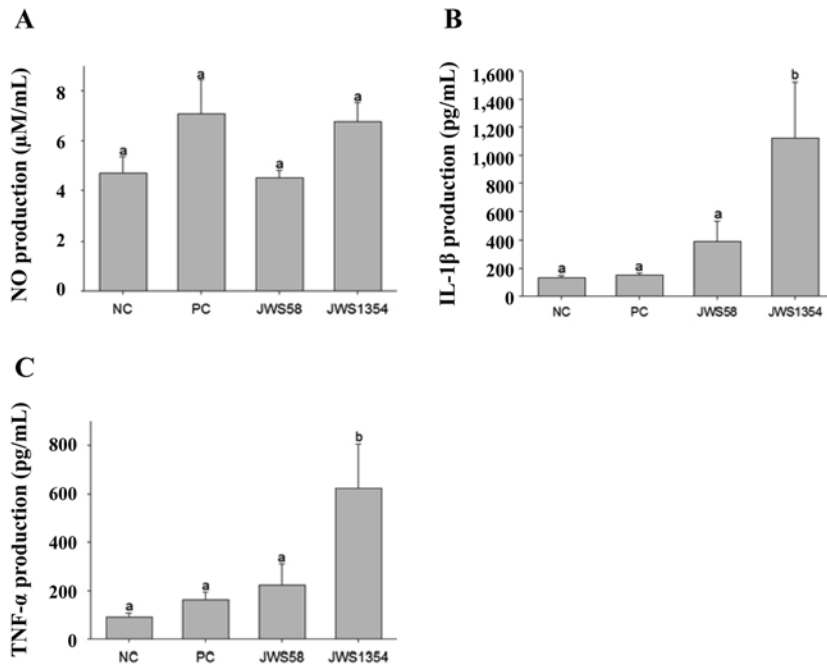 A
NO production (μM/mL)
8
6
4
2
0
a
a
a
a
NC
PC
JWS58
JWS1354
B
IL-1β production (pg/mL)
1,600
1,400
1,200
1,000
800
600
400
200
0
a
a
a
b
NC
PC
JWS58
JWS1354
C
TNF-α production (pg/mL)
800
600
400
200
0
a
a
a
b
NC
PC
JWS58
JWS1354